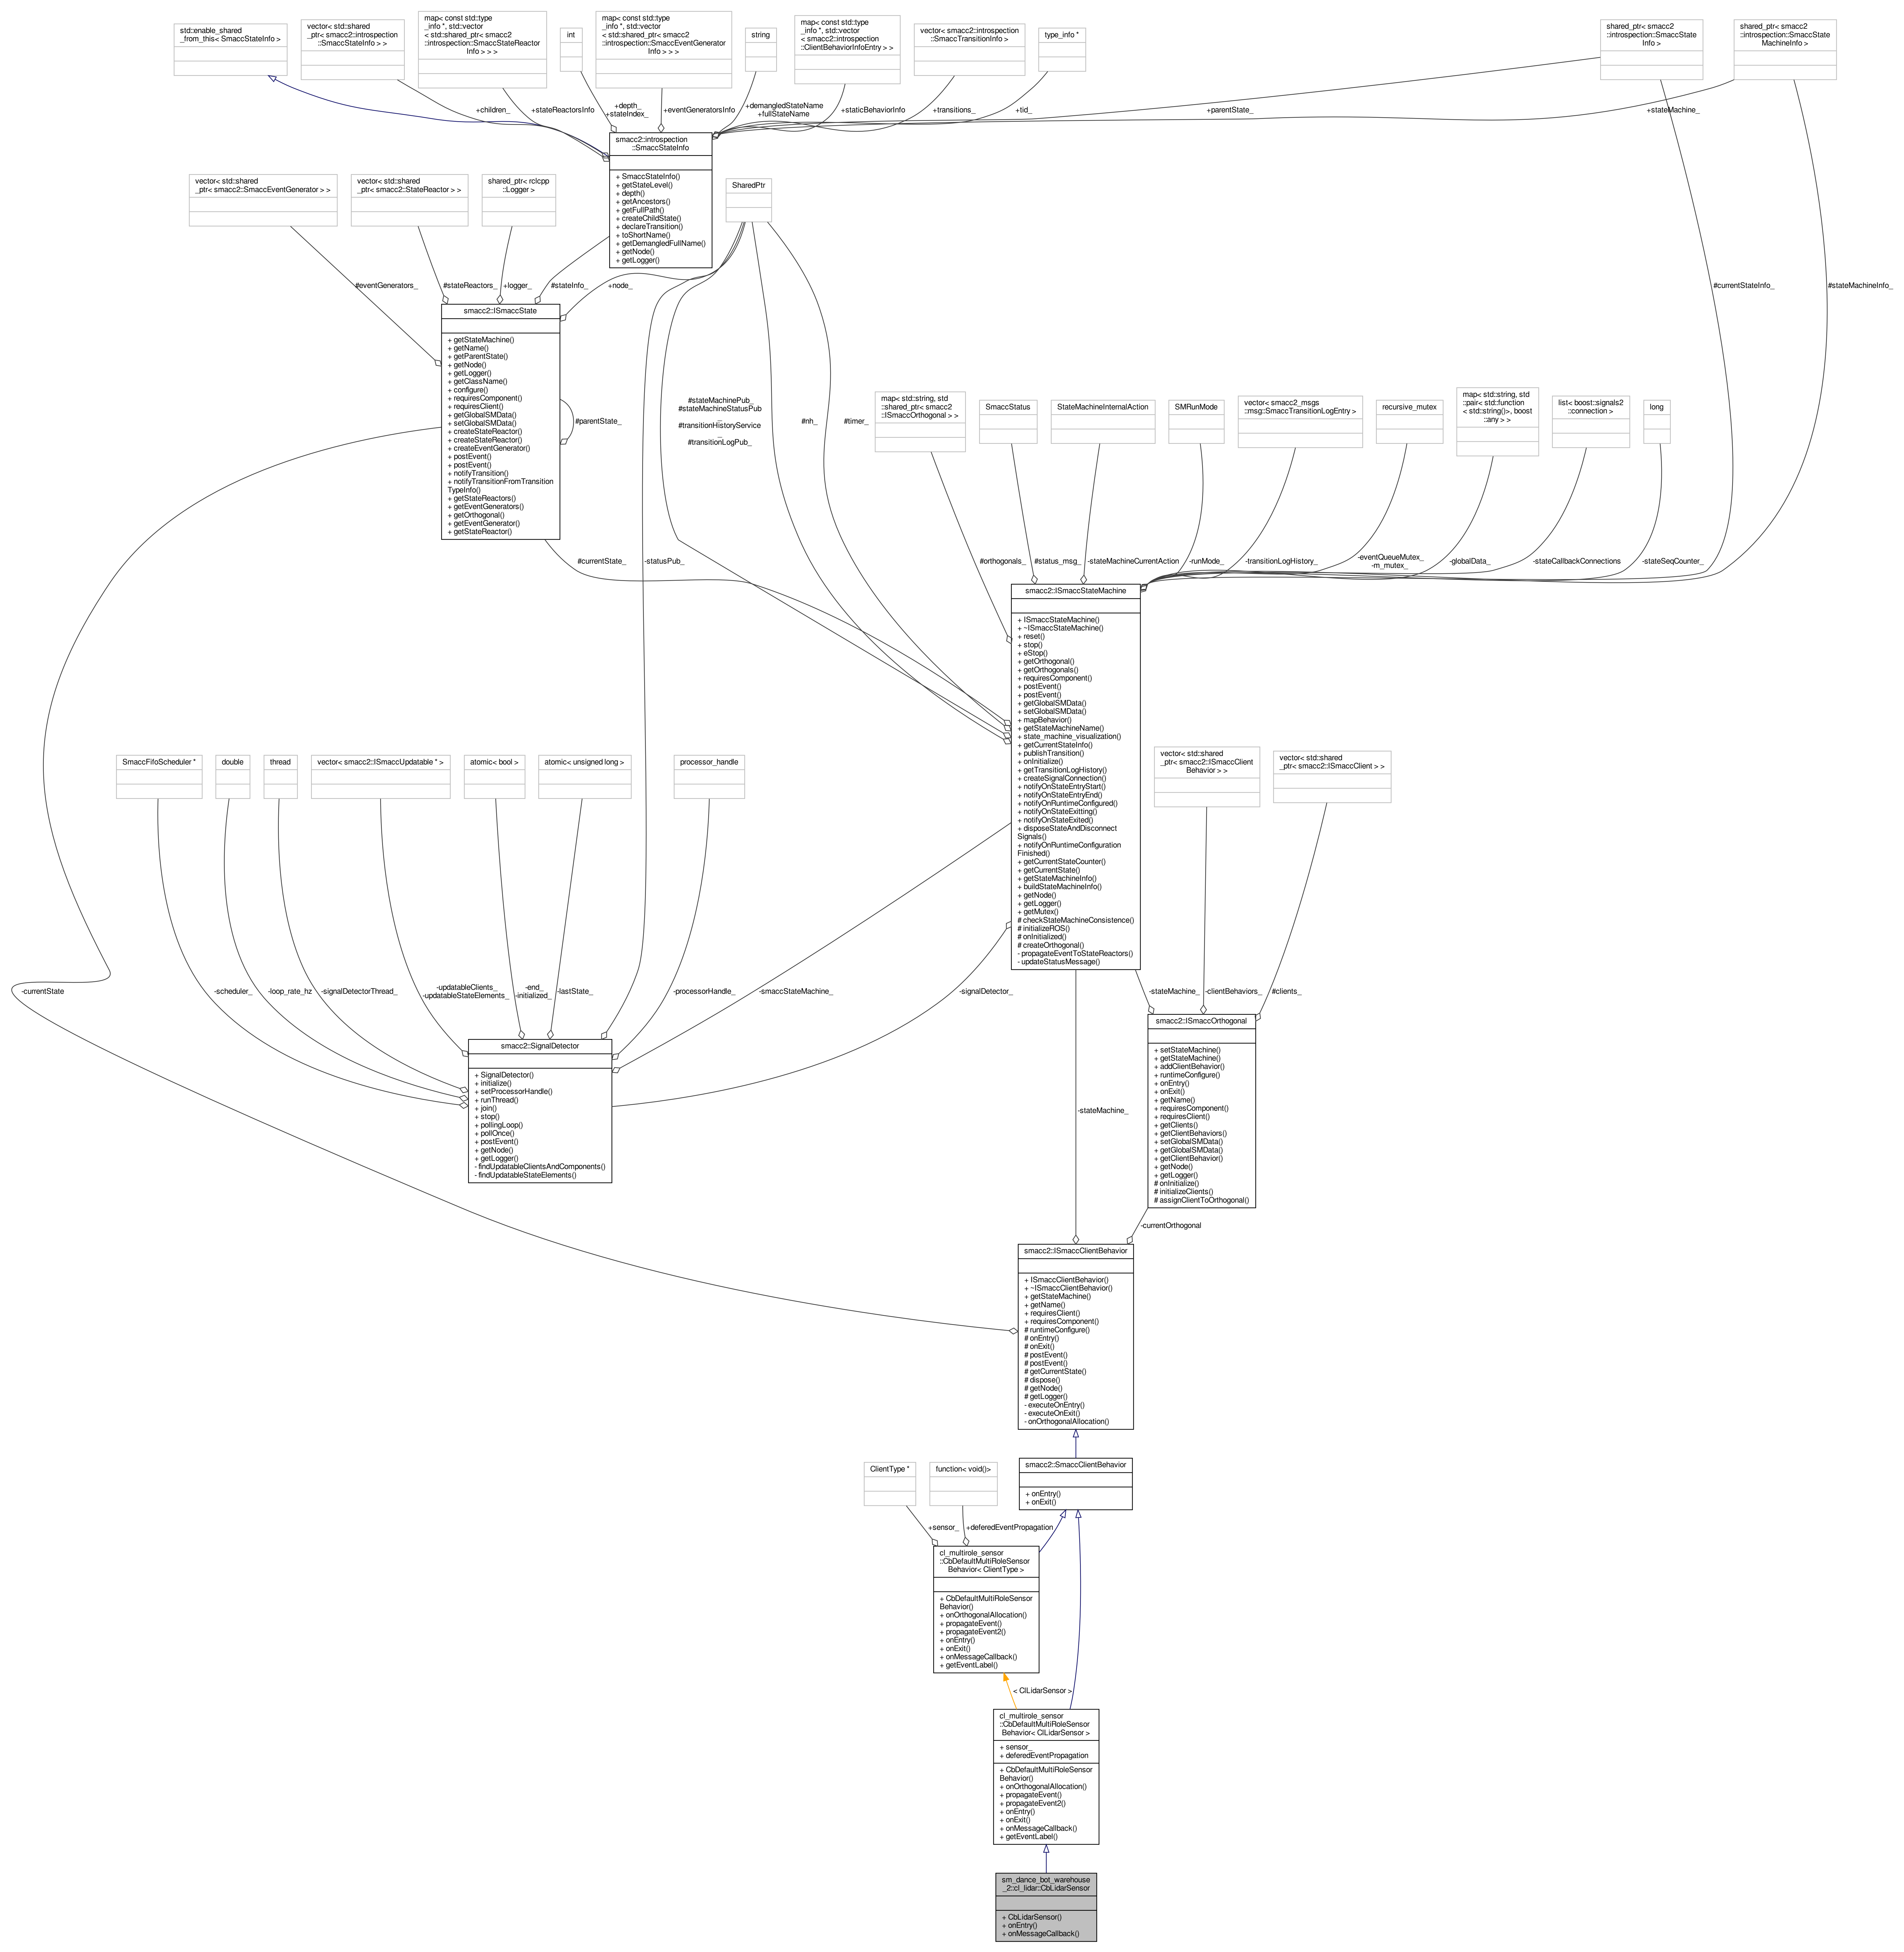 std::enable_shared
_from_this< SmaccStateInfo >
vector< std::shared
_ptr< smacc2::introspection
::SmaccStateInfo > >
map< const std::type
_info *, std::vector
< std::shared_ptr< smacc2
::introspection::SmaccStateReactor
Info > > >
int
map< const std::type
_info *, std::vector
< std::shared_ptr< smacc2
::introspection::SmaccEventGenerator
Info > > >
string
map< const std::type
_info *, std::vector
< smacc2::introspection
::ClientBehaviorInfoEntry > >
vector< smacc2::introspection
::SmaccTransitionInfo >
type_info *
shared_ptr< smacc2
::introspection::SmaccState
Info >
shared_ptr< smacc2
::introspection::SmaccState
MachineInfo >
+children_
+stateReactorsInfo
+depth_
+stateIndex_
+eventGeneratorsInfo
+demangledStateName
+fullStateName
+staticBehaviorInfo
+transitions_
+tid_
+parentState_
+stateMachine_
smacc2::introspection
::SmaccStateInfo
+ SmaccStateInfo()
+ getStateLevel()
+ depth()
+ getAncestors()
+ getFullPath()
+ createChildState()
+ declareTransition()
+ toShortName()
+ getDemangledFullName()
+ getNode()
+ getLogger()
vector< std::shared
_ptr< smacc2::SmaccEventGenerator > >
vector< std::shared
_ptr< smacc2::StateReactor > >
shared_ptr< rclcpp
::Logger >
SharedPtr
#eventGenerators_
#stateReactors_
+logger_
#stateInfo_
+node_
#currentStateInfo_
#stateMachineInfo_
smacc2::ISmaccState
+ getStateMachine()
+ getName()
+ getParentState()
+ getNode()
+ getLogger()
+ getClassName()
+ configure()
+ requiresComponent()
+ requiresClient()
+ getGlobalSMData()
+ setGlobalSMData()
+ createStateReactor()
+ createStateReactor()
+ createEventGenerator()
+ postEvent()
+ postEvent()
+ notifyTransition()
+ notifyTransitionFromTransition
TypeInfo()
+ getStateReactors()
+ getEventGenerators()
+ getOrthogonal()
+ getEventGenerator()
+ getStateReactor()
#parentState_
#stateMachinePub_
#stateMachineStatusPub
_
#transitionHistoryService
_
#transitionLogPub_
#nh_
#timer_
map< std::string, std
::shared_ptr< smacc2
::ISmaccOrthogonal > >
SmaccStatus
StateMachineInternalAction
SMRunMode
vector< smacc2_msgs
::msg::SmaccTransitionLogEntry >
recursive_mutex
map< std::string, std
::pair< std::function
< std::string()>, boost
::any > >
list< boost::signals2
::connection >
long
#currentState_
-statusPub_
#orthogonals_
#status_msg_
-stateMachineCurrentAction
-runMode_
-transitionLogHistory_
-eventQueueMutex_
-m_mutex_
-globalData_
-stateCallbackConnections
-stateSeqCounter_
smacc2::ISmaccStateMachine
+ ISmaccStateMachine()
+ ~ISmaccStateMachine()
+ reset()
+ stop()
+ eStop()
+ getOrthogonal()
+ getOrthogonals()
+ requiresComponent()
+ postEvent()
+ postEvent()
+ getGlobalSMData()
+ setGlobalSMData()
+ mapBehavior()
+ getStateMachineName()
+ state_machine_visualization()
+ getCurrentStateInfo()
+ publishTransition()
+ onInitialize()
+ getTransitionLogHistory()
+ createSignalConnection()
+ notifyOnStateEntryStart()
+ notifyOnStateEntryEnd()
+ notifyOnRuntimeConfigured()
+ notifyOnStateExitting()
+ notifyOnStateExited()
+ disposeStateAndDisconnect
Signals()
+ notifyOnRuntimeConfiguration
Finished()
+ getCurrentStateCounter()
+ getCurrentState()
+ getStateMachineInfo()
+ buildStateMachineInfo()
+ getNode()
+ getLogger()
+ getMutex()
# checkStateMachineConsistence()
# initializeROS()
# onInitialized()
# createOrthogonal()
- propagateEventToStateReactors()
- updateStatusMessage()
SmaccFifoScheduler *
double
thread
vector< smacc2::ISmaccUpdatable * >
atomic< bool >
atomic< unsigned long >
processor_handle
vector< std::shared
_ptr< smacc2::ISmaccClient
Behavior > >
vector< std::shared
_ptr< smacc2::ISmaccClient > >
-currentState
-scheduler_
-loop_rate_hz
-signalDetectorThread_
-updatableClients_
-updatableStateElements_
-end_
-initialized_
-lastState_
-processorHandle_
-smaccStateMachine_
-signalDetector_
-stateMachine_
-clientBehaviors_
#clients_
smacc2::SignalDetector
+ SignalDetector()
+ initialize()
+ setProcessorHandle()
+ runThread()
+ join()
+ stop()
+ pollingLoop()
+ pollOnce()
+ postEvent()
+ getNode()
+ getLogger()
- findUpdatableClientsAndComponents()
- findUpdatableStateElements()
smacc2::ISmaccOrthogonal
+ setStateMachine()
+ getStateMachine()
+ addClientBehavior()
+ runtimeConfigure()
+ onEntry()
+ onExit()
+ getName()
+ requiresComponent()
+ requiresClient()
+ getClients()
+ getClientBehaviors()
+ setGlobalSMData()
+ getGlobalSMData()
+ getClientBehavior()
+ getNode()
+ getLogger()
# onInitialize()
# initializeClients()
# assignClientToOrthogonal()
-stateMachine_
-currentOrthogonal
smacc2::ISmaccClientBehavior
+ ISmaccClientBehavior()
+ ~ISmaccClientBehavior()
+ getStateMachine()
+ getName()
+ requiresClient()
+ requiresComponent()
# runtimeConfigure()
# onEntry()
# onExit()
# postEvent()
# postEvent()
# getCurrentState()
# dispose()
# getNode()
# getLogger()
- executeOnEntry()
- executeOnExit()
- onOrthogonalAllocation()
ClientType *
function< void()>
smacc2::SmaccClientBehavior
+ onEntry()
+ onExit()
+sensor_
+deferedEventPropagation
cl_multirole_sensor
::CbDefaultMultiRoleSensor
Behavior< ClientType >
+ CbDefaultMultiRoleSensor
Behavior()
+ onOrthogonalAllocation()
+ propagateEvent()
+ propagateEvent2()
+ onEntry()
+ onExit()
+ onMessageCallback()
+ getEventLabel()
< ClLidarSensor >
cl_multirole_sensor
::CbDefaultMultiRoleSensor
Behavior< ClLidarSensor >
+ sensor_
+ deferedEventPropagation
+ CbDefaultMultiRoleSensor
Behavior()
+ onOrthogonalAllocation()
+ propagateEvent()
+ propagateEvent2()
+ onEntry()
+ onExit()
+ onMessageCallback()
+ getEventLabel()
sm_dance_bot_warehouse
_2::cl_lidar::CbLidarSensor
+ CbLidarSensor()
+ onEntry()
+ onMessageCallback()